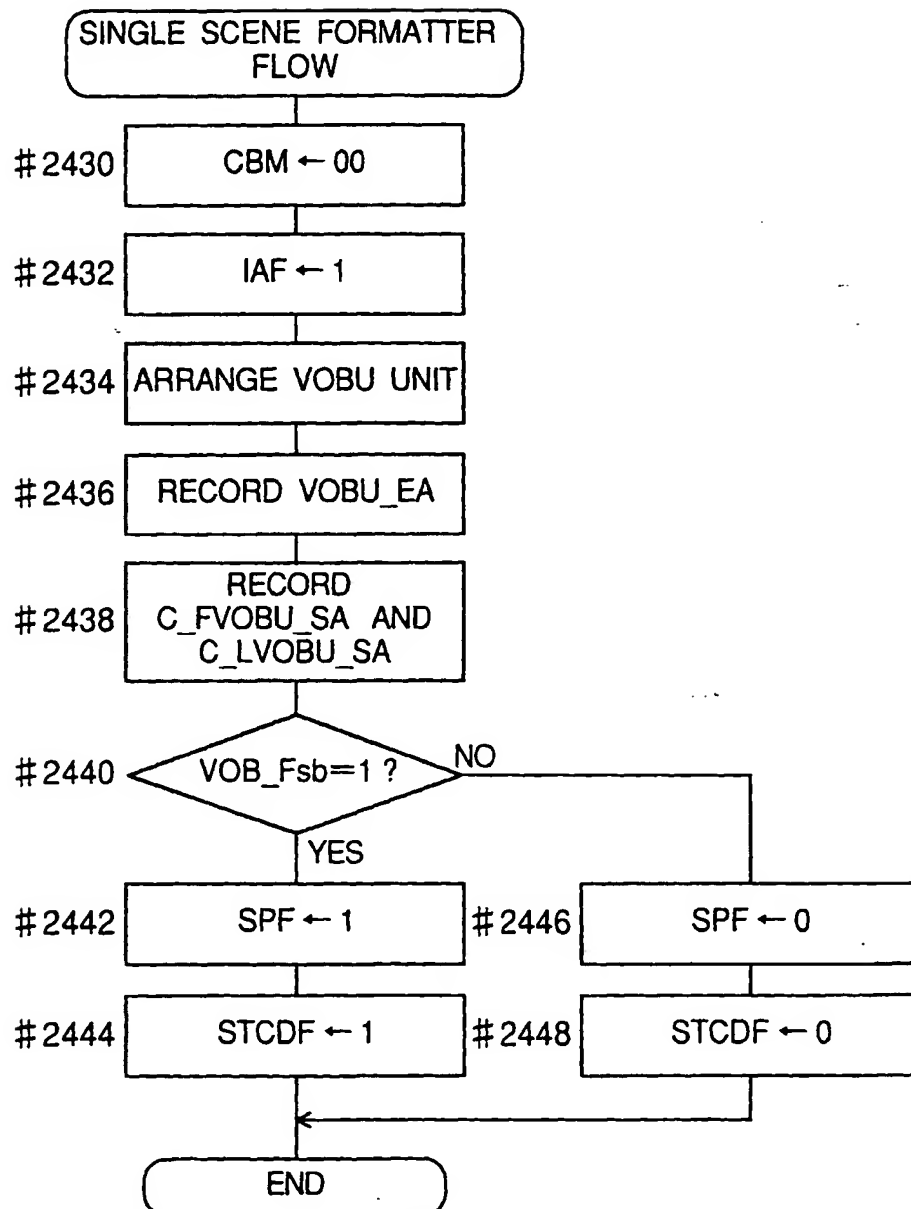 SINGLE SCENE FORMATTER
FLOW
#2430
CBM ← 00
#2432
IAF ← 1
#2434
ARRANGE VOBU UNIT
#2436
RECORD VOBU_EA
#2438
RECORD
C_FVOBU_SA AND
C_LVOBU_SA
#2440
VOB_Fsb=1 ?
NO
YES
#2442
SPF ← 1
#2446
SPF ← 0
#2444
STCDF ← 1
#2448
STCDF ← 0
END